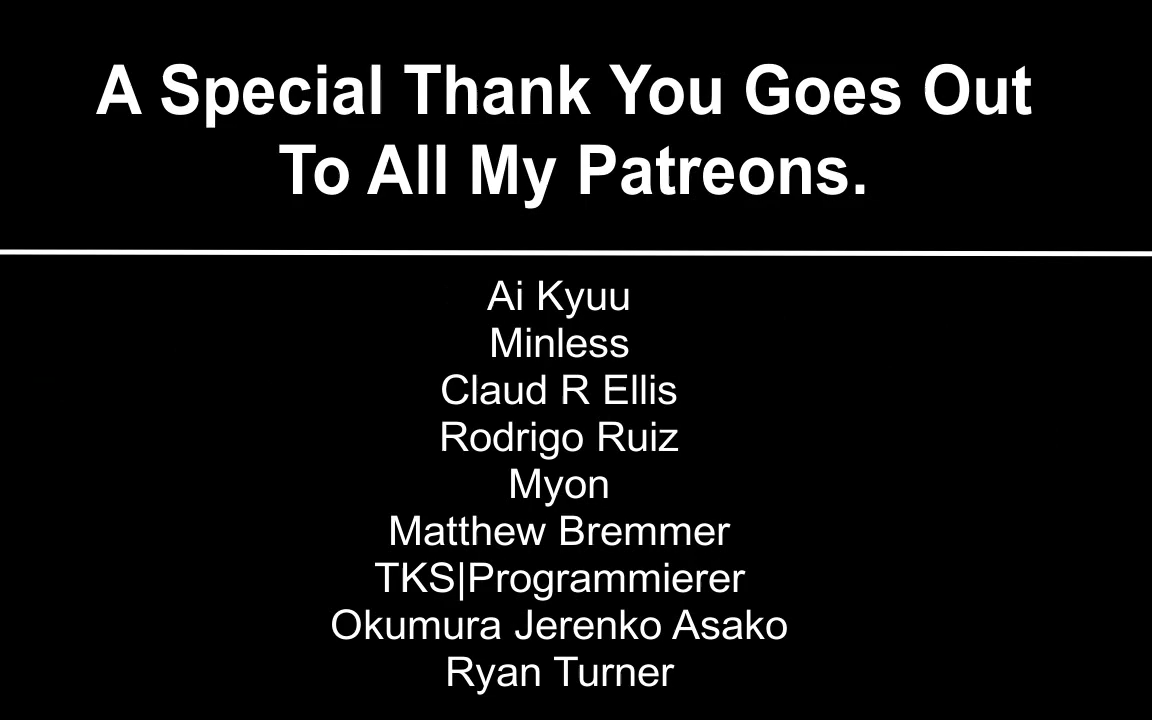 A Special Thank You Goes Out
To All My Patreons.
Ai Kyuu
Minless
Claud R Ellis
Rodrigo Ruiz
Myon
Matthew Bremmer
TKS|Programmierer
Okumura Jerenko Asako
Ryan Turner